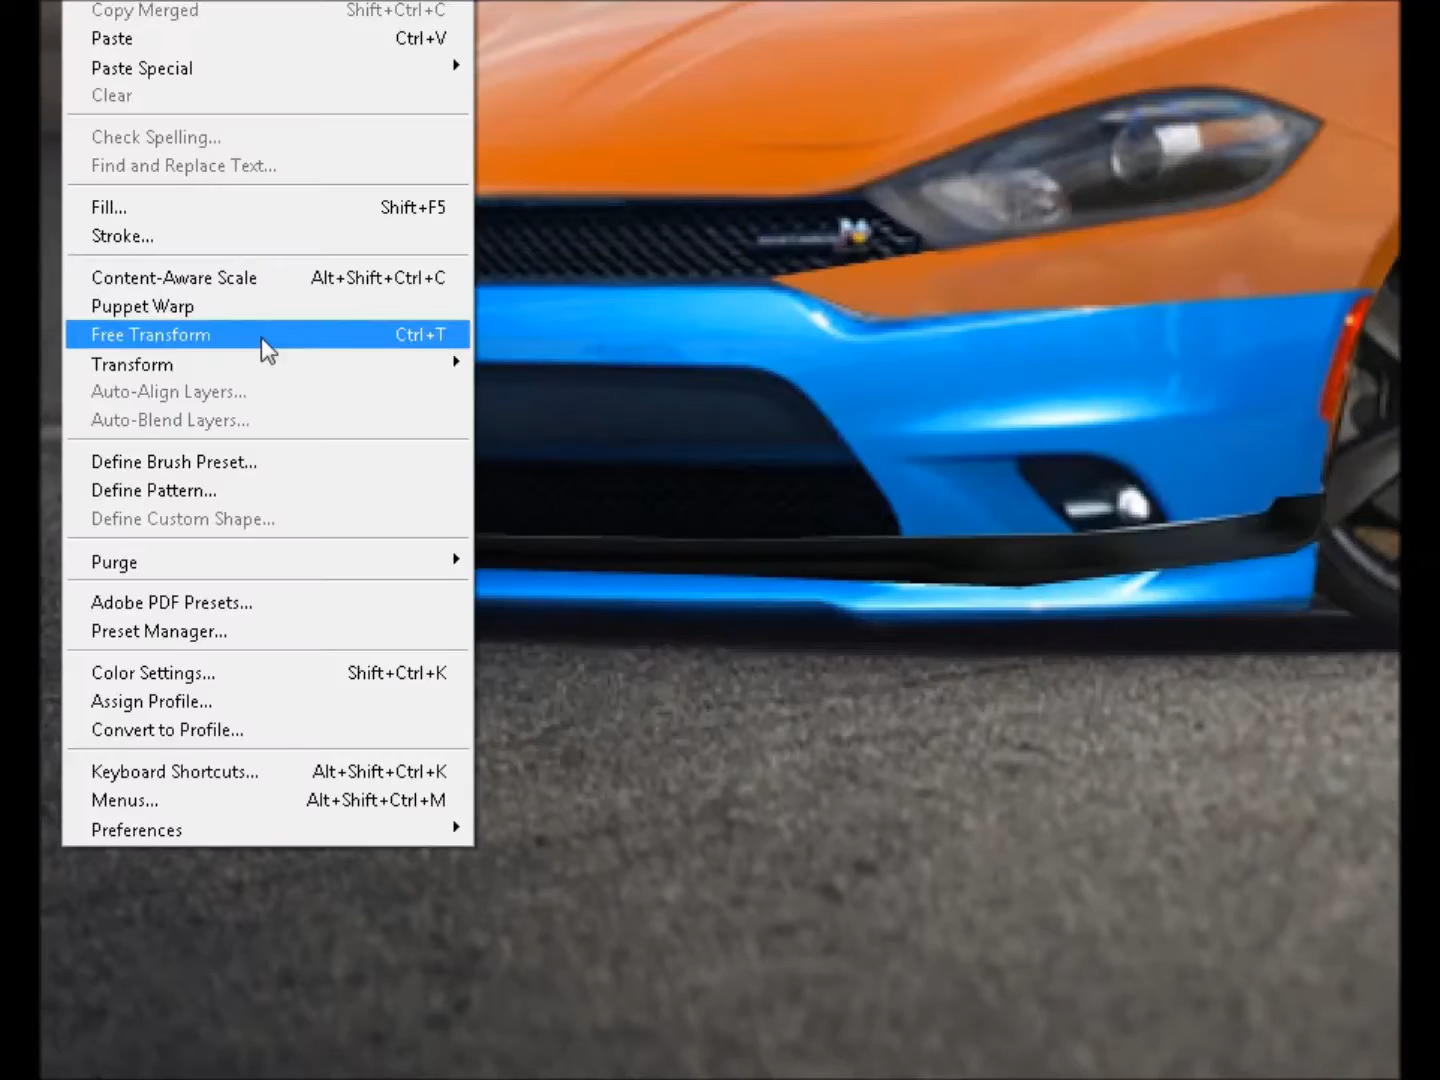 Copy Merged Shift+Ctrl+C
Paste Ctrl+V
Paste Special
Clear
Check Spelling...
Find and Replace Text...
Fill... Shift+F5
Stroke...
Content-Aware Scale Alt+Shift+Ctrl+C
Puppet Warp
Free Transform Ctrl+T
Transform
Auto-Align Layers...
Auto-Blend Layers...
Define Brush Preset...
Define Pattern...
Define Custom Shape...
Purge
Adobe PDF Presets...
Preset Manager...
Color Settings... Shift+Ctrl+K
Assign Profile...
Convert to Profile...
Keyboard Shortcuts... Alt+Shift+Ctrl+K
Menus... Alt+Shift+Ctrl+M
Preferences